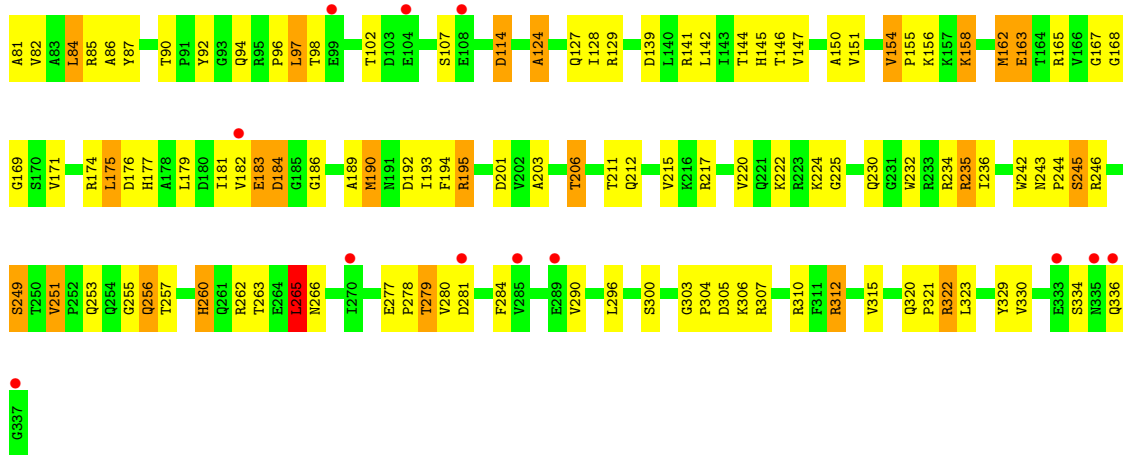 A81 V82 A83 L84 R85 A86 Y87 T90 P91 Y92 G93 Q94 R95 P96 L97 T98 E99 T102 D103 E104 S107 E108 D114 A124 Q127 I128 R129 D139 L140 R141 L142 I143 T144 H145 T146 V147 A150 V151 V154 P155 K156 K157 K158 M162 E163 T164 R165 V166 G167 G168
G169 S170 V171 R174 L175 D176 H177 A178 L179 D180 I181 V182 E183 D184 G185 G186 A189 M190 N191 D192 I193 F194 R195 D201 V202 A203 T206 T211 Q212 V215 K216 R217 V220 Q221 K222 R223 K224 G225 Q230 G231 W232 R233 R234 R235 I236 W242 N243 P244 S245 R246
S249 T250 V251 P252 Q253 Q254 G255 Q256 T257 H260 Q261 R262 T263 E264 L265 N266 I270 E277 P278 T279 V280 D281 F284 V285 E289 V290 L296 S300 G303 P304 D305 K306 R307 R310 F311 R312 V315 Q320 P321 R322 L323 Y329 V330 E333 S334 N335 Q336
G337